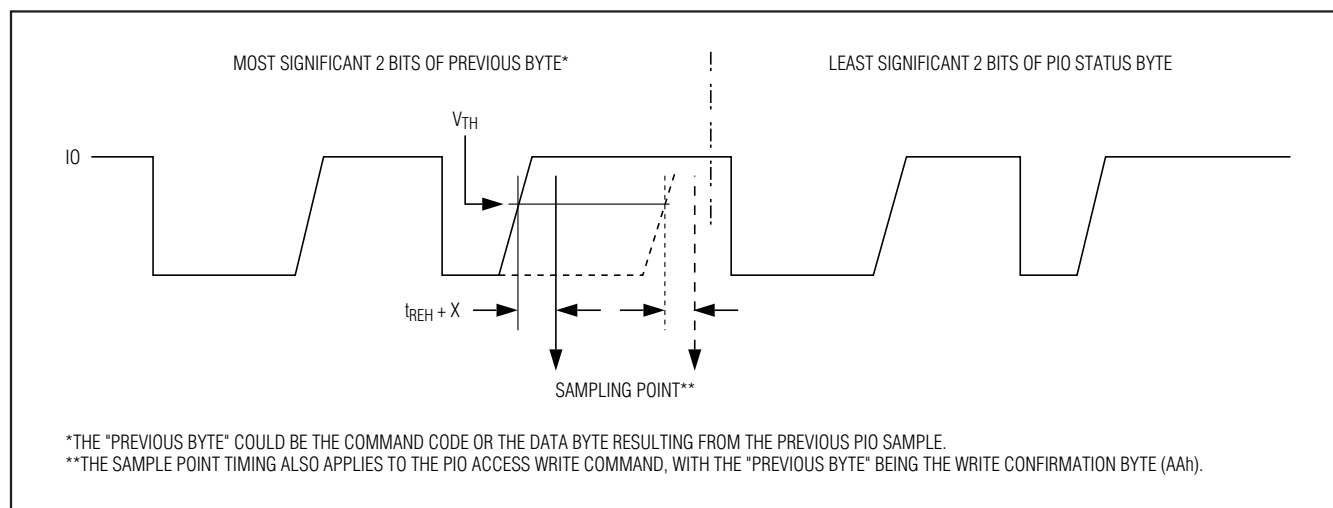 MOST SIGNIFICANT 2 BITS OF PREVIOUS BYTE*
LEAST SIGNIFICANT 2 BITS OF PIO STATUS BYTE
VTH
IO
tREH + X
SAMPLING POINT**
*THE "PREVIOUS BYTE" COULD BE THE COMMAND CODE OR THE DATA BYTE RESULTING FROM THE PREVIOUS PIO SAMPLE.
**THE SAMPLE POINT TIMING ALSO APPLIES TO THE PIO ACCESS WRITE COMMAND, WITH THE "PREVIOUS BYTE" BEING THE WRITE CONFIRMATION BYTE (AAh).